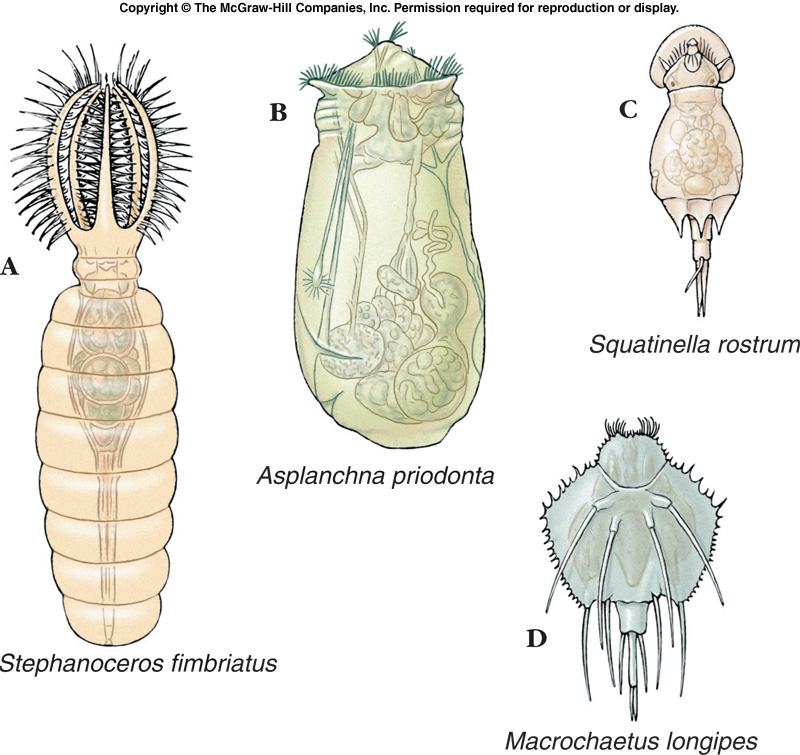 Copyright © The McGraw-Hill Companies, Inc. Permission required for reproduction or display.
A
Stephanoceros fimbriatus
B
Asplanchna priodonta
C
Squatinella rostrum
D
Macrochaetus longipes